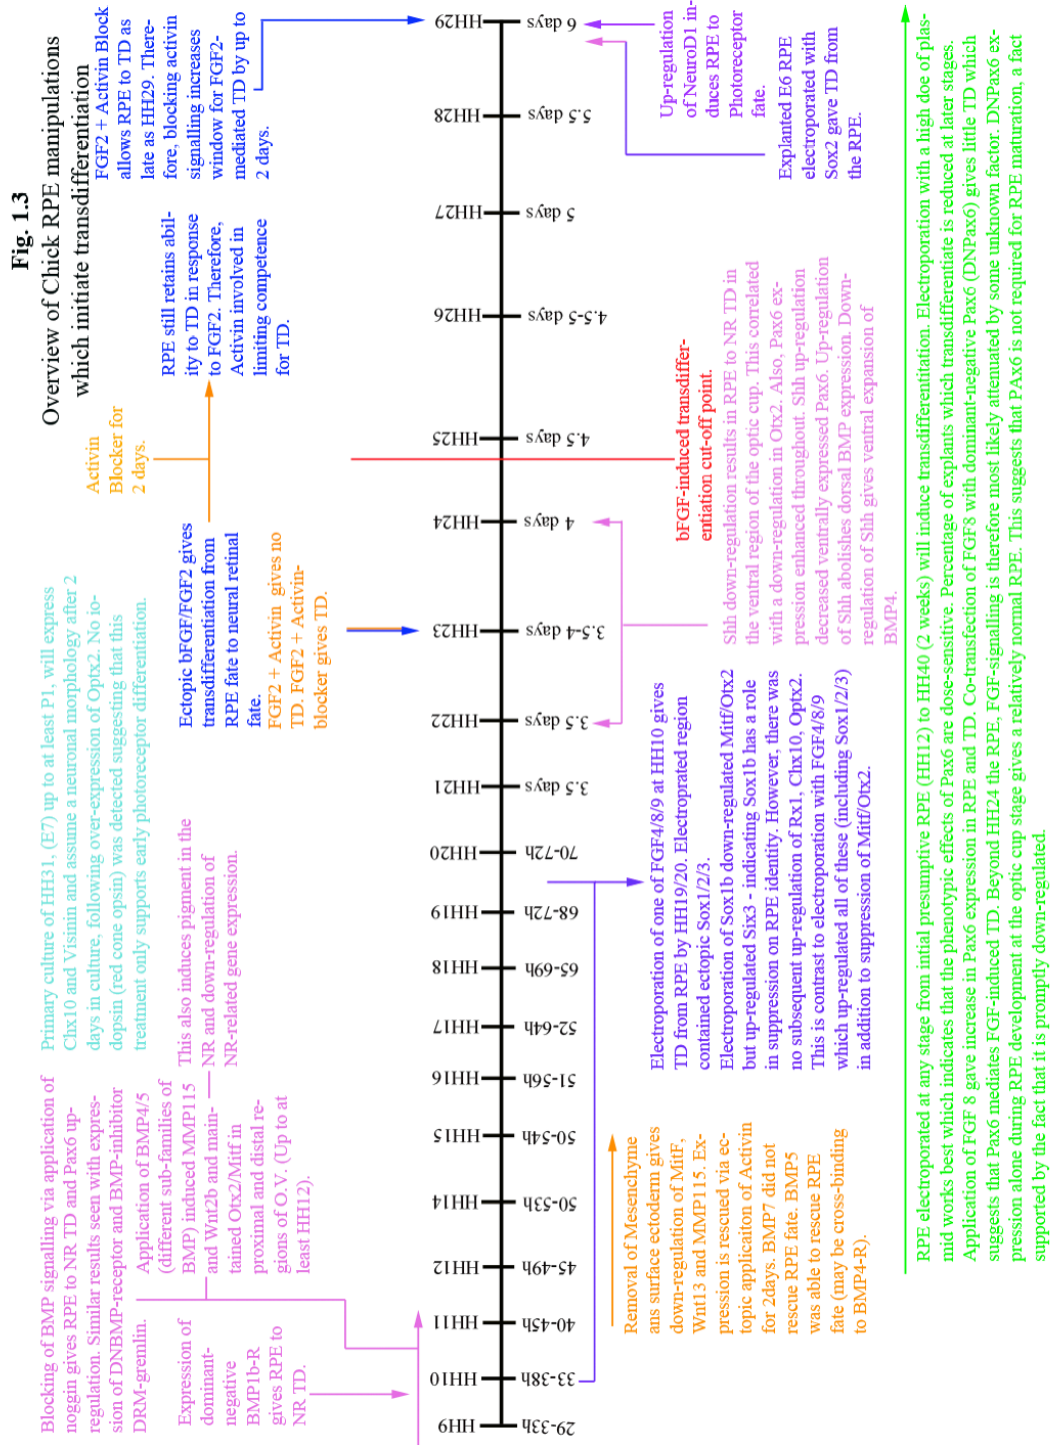 Fig. 1.3
Overview of Chick RPE manipulations
which initiate transdifferentiation
Blocking of BMP signalling via application of
noggin gives RPE to NR TD and Pax6 up-
regulation. Similar results seen with expres-
sion of DNBMP-receptor and BMP-inhibitor
DRM-gremlin.
Expression of
dominant-
negative
BMP1b-R
gives RPE to
NR TD.
Application of BMP4/5
(different sub-families of
BMP) induced MMP115
and Wnt2b and main-
tained Otx2/Mitf in
proximal and distal re-
gions of O.V. (Up to at
least HH12).
This also induces pigment in the
NR and down-regulation of
NR-related gene expression.
Primary culture of HH31, (E7) up to at least P1, will express
Chx10 and Visinin and assume a neuronal morphology after 2
days in culture, following over-expression of Optx2. No io-
dopsin (red cone opsin) was detected suggesting that this
treatment only supports early photoreceptor differentiation.
Ectopic bFGF/FGF2 gives
transdifferentiation from
RPE fate to neural retinal
fate.
FGF2 + Activin  gives no
TD. FGF2 + Activin-
blocker gives TD.
Activin
Blocker for
2 days.
RPE still retains abil-
ity to TD in response
to FGF2. Therefore,
Activin involved in
limiting competence
for TD.
FGF2 + Activin Block
allows RPE to TD as
late as HH29. There-
fore, blocking activin
signalling increases
window for FGF2-
mediated TD by up to
2 days.
HH9
HH10
HH11
HH12
HH14
HH15
HH16
HH17
HH18
HH19
HH20
HH21
HH22
HH23
HH24
HH25
HH26
HH27
HH28
HH29
29-33h
33-38h
40-45h
45-49h
50-53h
50-54h
51-56h
52-64h
65-69h
68-72h
70-72h
3.5 days
3.5 days
3.5-4 days
4 days
4.5 days
4.5-5 days
5 days
5.5 days
6 days
Removal of Mesenchyme
ans surface ectoderm gives
down-regulation of MitF,
Wnt13 and MMP115. Ex-
pression is rescued via ec-
topic applicaiton of Activin
for 2days. BMP7 did not
rescue RPE fate. BMP5
was able to rescue RPE
fate (may be cross-binding
to BMP4-R).
Electroporation of one of FGF4/8/9 at HH10 gives
TD from RPE by HH19/20. Electroprated region
contained ectopic Sox1/2/3.
Electroporation of Sox1b down-regulated Mitf/Otx2
but up-regulated Six3 - indicating Sox1b has a role
in suppression on RPE identity. However, there was
no subsequent up-regulation of Rx1, Chx10, Optx2.
This is contrast to electroporation with FGF4/8/9
which up-regulated all of these (including Sox1/2/3)
in addition to suppression of Mitf/Otx2.
bFGF-induced transdiffer-
entiation cut-off point.
Shh down-regulation results in RPE to NR TD in
the ventral region of the optic cup. This correlated
with a down-regulation in Otx2. Also, Pax6 ex-
pression enhanced throughout. Shh up-regulation
decreased ventrally expressed Pax6. Up-regulation
of Shh abolishes dorsal BMP expression. Down-
regulation of Shh gives ventral expansion of
BMP4.
Up-regulation
of NeuroD1 in-
duces RPE to
Photoreceptor
fate.
Explanted E6 RPE
electroporated with
Sox2 gave TD from
the RPE.
RPE electroporated at any stage from intial presumptive RPE (HH12) to HH40 (2 weeks) will induce transdifferentitation. Electroporation with a high doe of plas-
mid works best which indicates that the phenotypic effects of Pax6 are dose-sensitive. Percentage of explants which transdifferentiate is reduced at later stages.
Application of FGF 8 gave increase in Pax6 expression in RPE and TD. Co-transfection of FGF8 with dominant-negative Pax6 (DNPax6) gives little TD which
suggests that Pax6 mediates FGF-induced TD. Beyond HH24 the RPE, FGF-signalling is therefore most likely attenuated by some unknown factor. DNPax6 ex-
pression alone during RPE development at the optic cup stage gives a relatively normal RPE. This suggests that PAx6 is not required for RPE maturation, a fact
supported by the fact that it is promptly down-regulated.